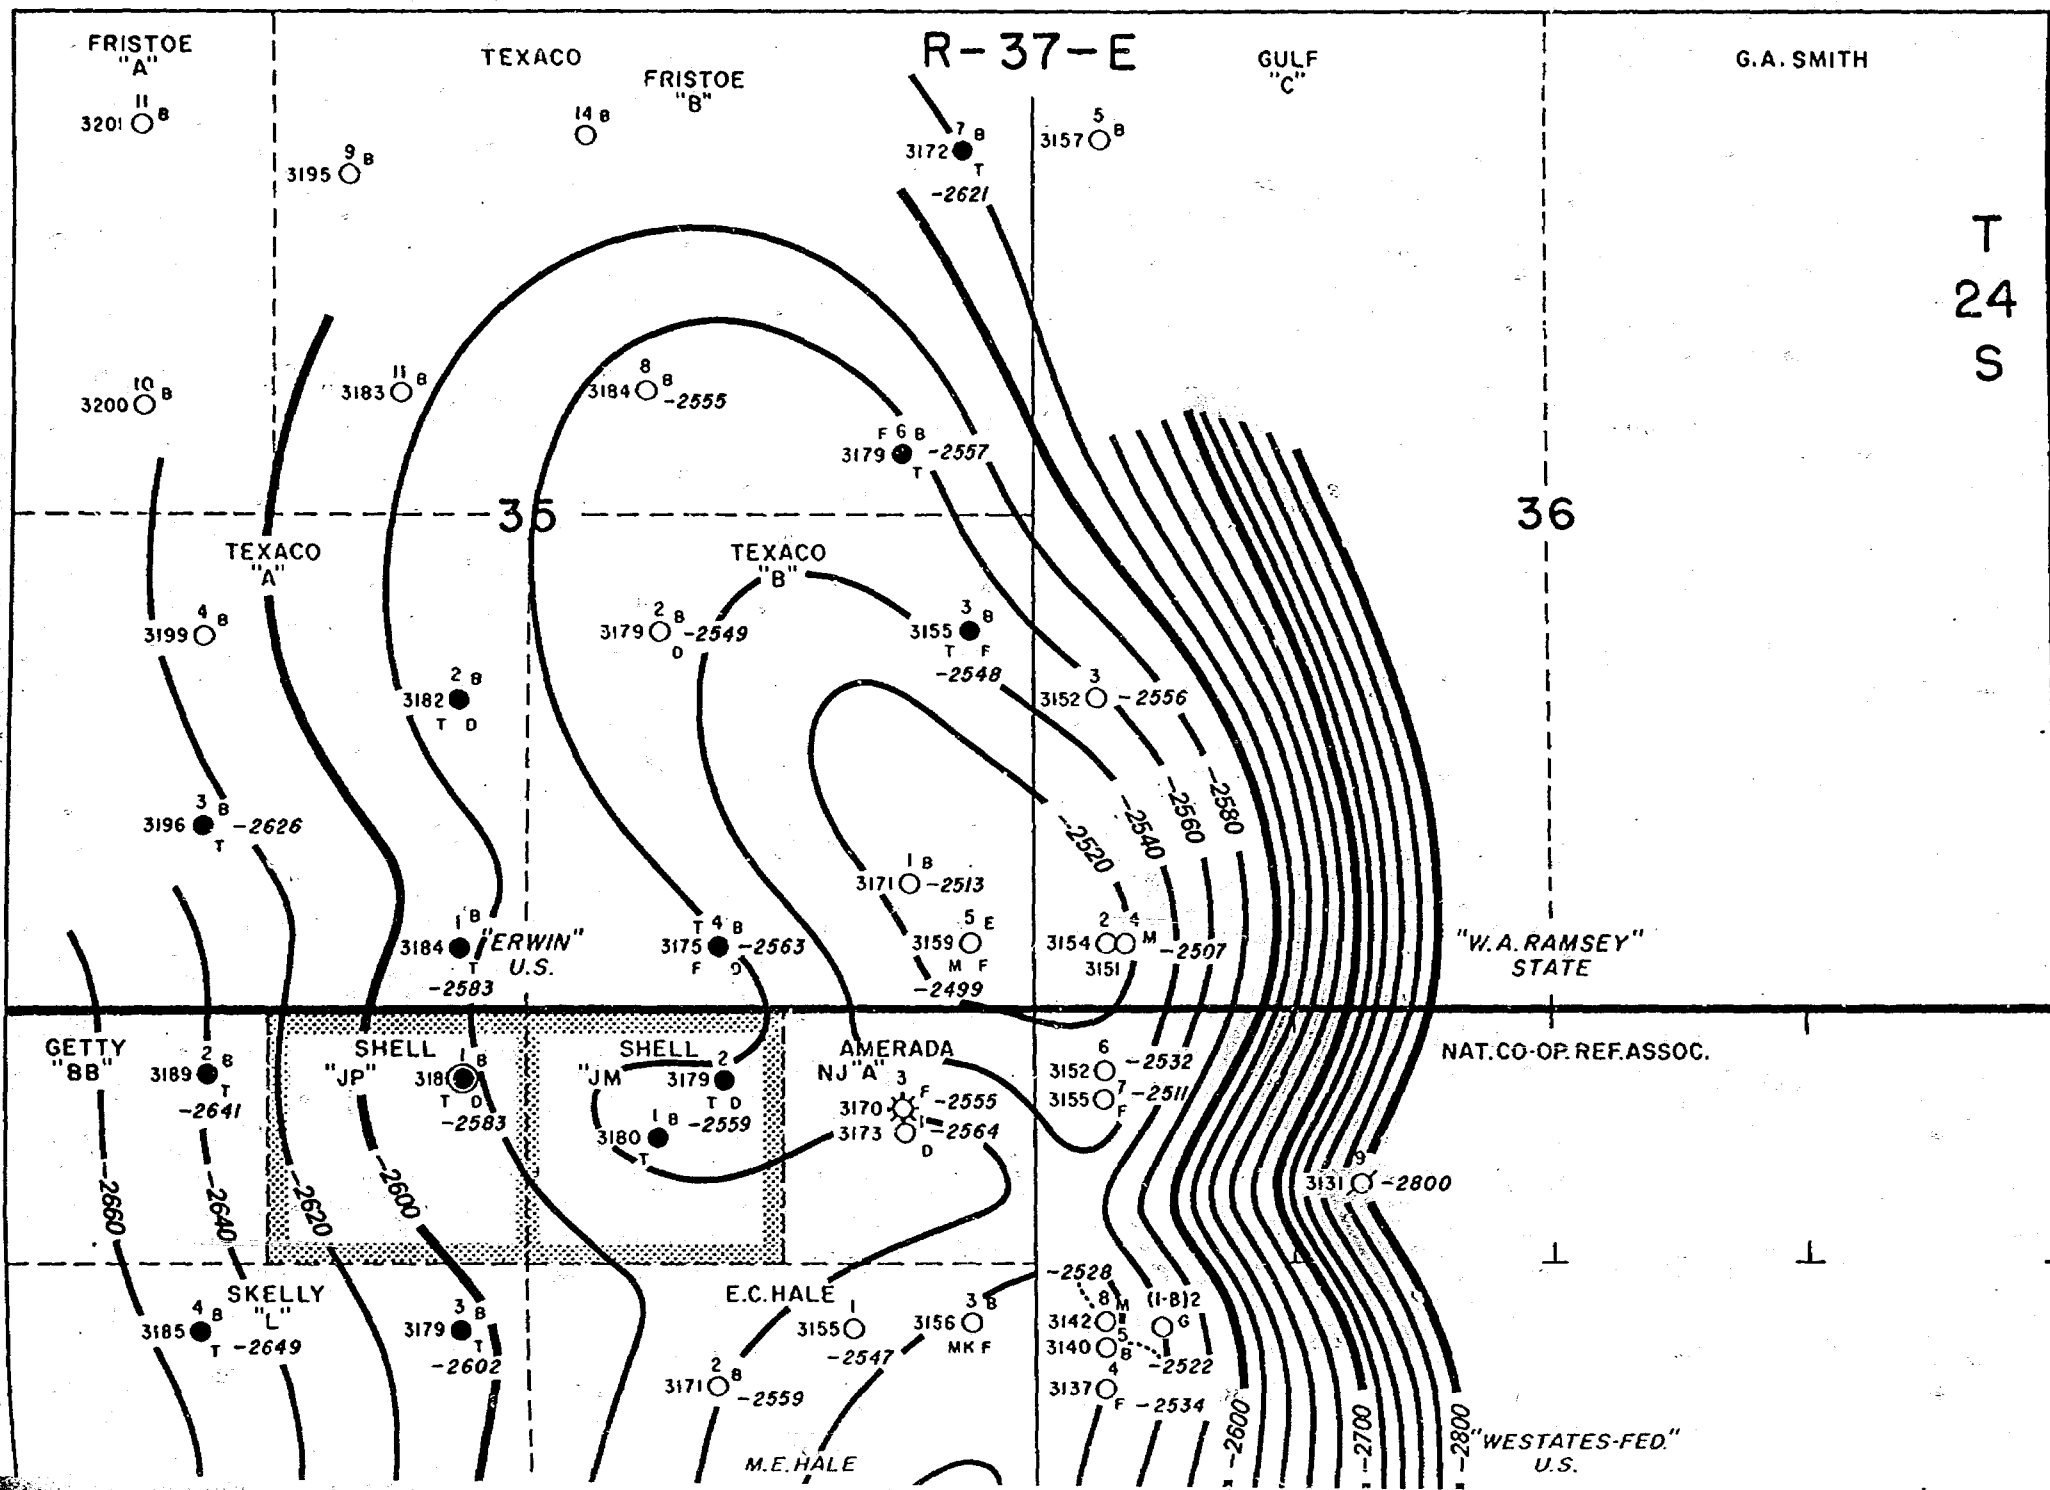 R-37-E
FRISTOE
"A"
TEXACO
FRISTOE
"B"
GULF
"C"
G.A. SMITH
11
3201 B
9 B
3195
14 B
7 B
3172
T
-2621
5
3157 B
T
24
S
10
3200 B
11
3183 B
8
3184 B
-2555
F 6 B
3179 -2557
T
35
36
TEXACO
"A"
TEXACO
"B"
4
3199 B
2
3179 B
-2549
D
3
3155 B
T F
-2548
2 B
3182
T D
3
3152 -2556
3 B
3196 -2626
T
-2520
-2540
-2560
-2580
1 B
3171 -2513
1 B
3184
T
-2583
"ERWIN"
U.S.
T 4 B
3175 -2563
F D
5 E
3159
M F
-2499
2 4
3154 M
3151
-2507
"W.A. RAMSEY"
STATE
GETTY
"BB"
2 B
3189
T
-2641
SHELL
"JP"
1 B
318
T D
-2583
SHELL
"JM
2
3179
T D
-2559
1 B
3180
T
AMERADA
NJ "A"
3
3170 F -2555
3173 1 -2564
D
6
3152 -2532
7
3155 -2511
F
NAT. CO-OP. REF. ASSOC.
9
3131 -2800
-2660
-2640
-2620
-2600
SKELLY
"L"
4 B
3185
T -2649
3 B
3179
T
-2602
E.C. HALE
1
3155
-2547
3 B
3156
MK F
2
3171 B
-2559
M.E. HALE
-2528
8 M
3142
5
3140 B
-2522
4
3137
F -2534
(1-B)2
G
-2600
-2700
-2800
"WESTATES-FED."
U.S.